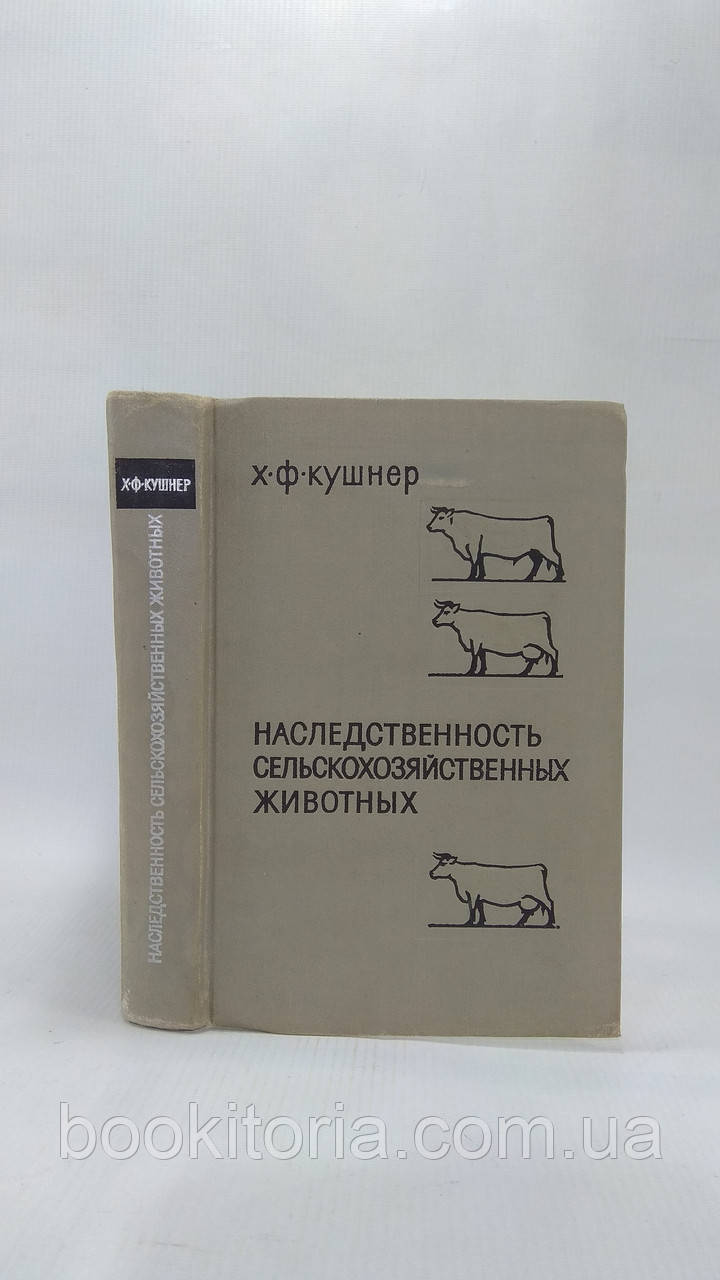 Х·Ф·КУШНЕР
НАСЛЕДСТВЕННОСТЬ СЕЛЬСКОХОЗЯЙСТВЕННЫХ ЖИВОТНЫХ
х·ф·кушнер
НАСЛЕДСТВЕННОСТЬ
СЕЛЬСКОХОЗЯЙСТВЕННЫХ
ЖИВОТНЫХ
bookitoria.com.ua